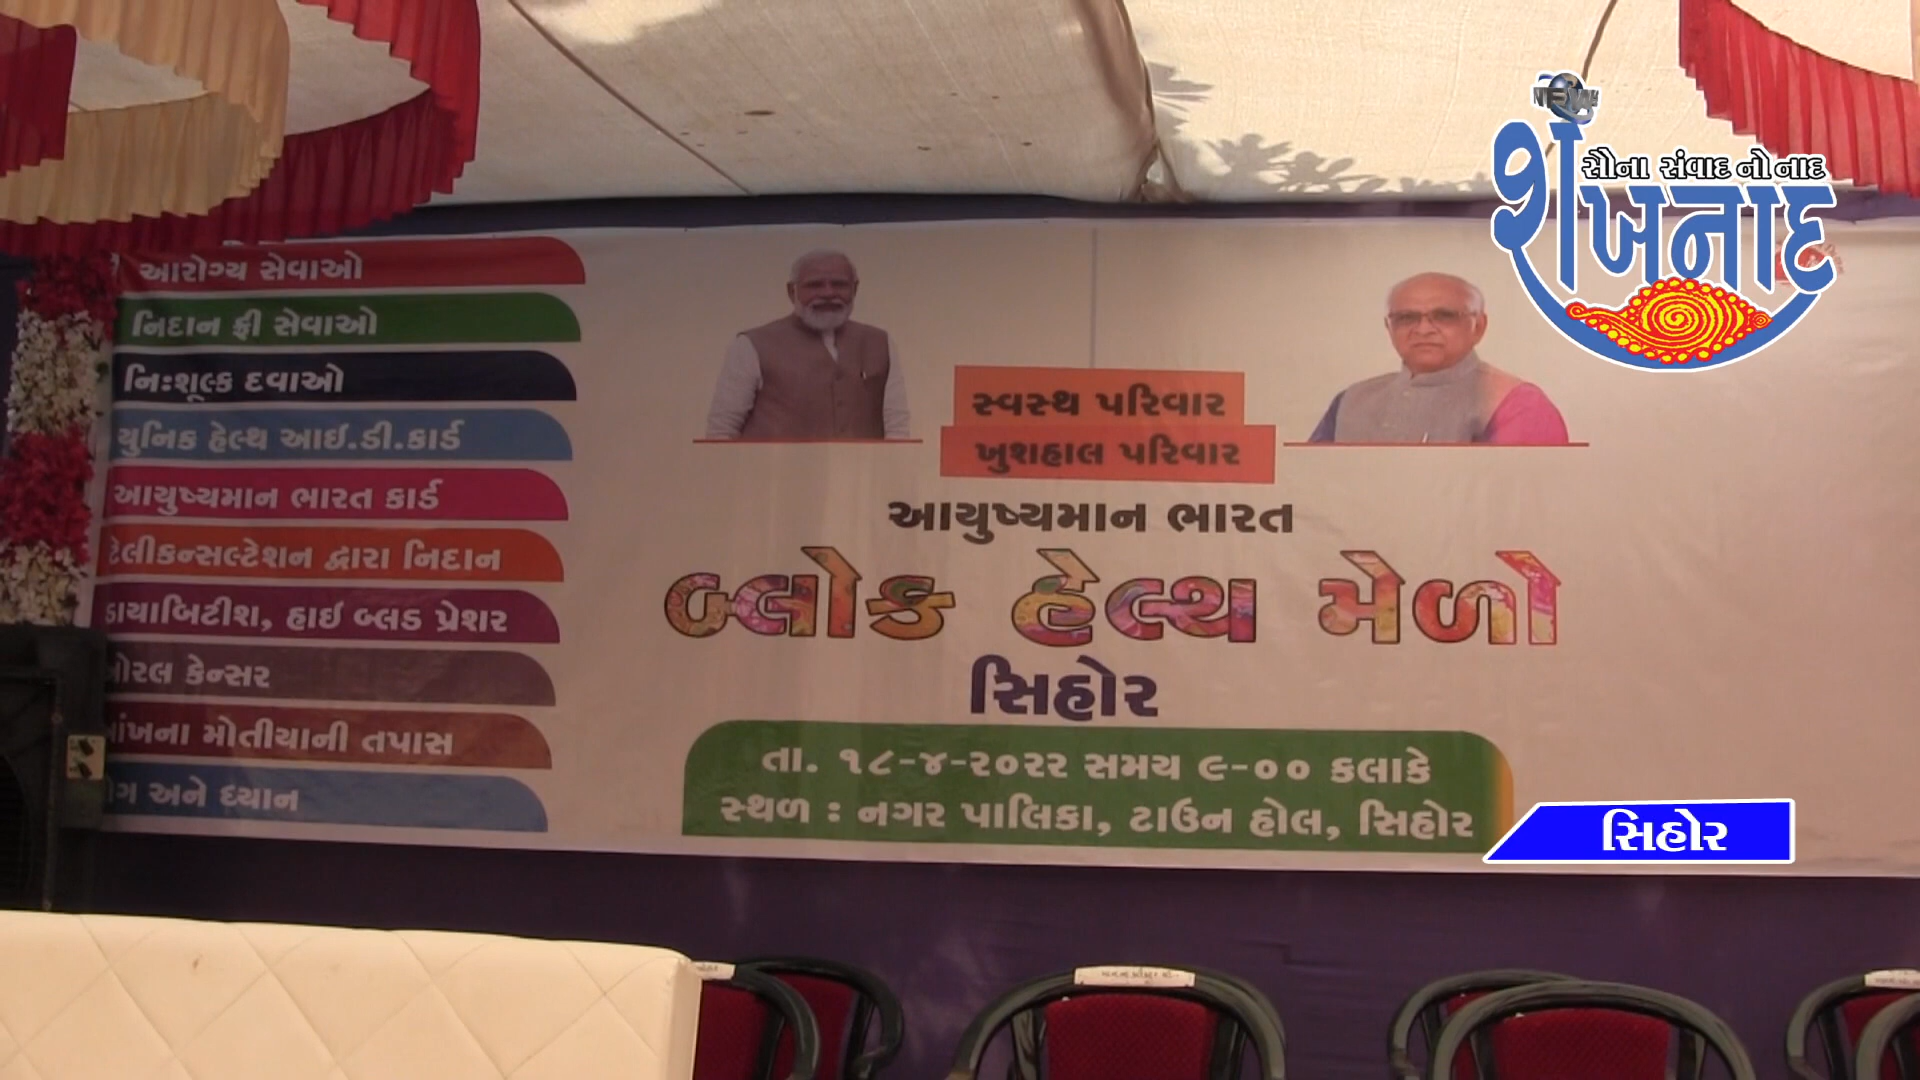 સૌના સંવાદ નો નાદ
શંખનાદ
આરોગ્ય સેવાઓ
નિદાન ફ્રી સેવાઓ
નિઃશૂલ્ક દવાઓ
યુનિક હેલ્થ આઇ.ડી.કાર્ડ
આયુષ્યમાન ભારત કાર્ડ
ટેલીકન્સલ્ટેશન દ્વારા નિદાન
ડાયાબિટીશ, હાઇ બ્લડ પ્રેશર
ઓરલ કેન્સર
આંખના મોતીયાની તપાસ
યોગ અને ધ્યાન
સ્વસ્થ પરિવાર
ખુશહાલ પરિવાર
આયુષ્યમાન ભારત
બ્લોક હેલ્થ મેળો
સિહોર
તા. ૧૮-૪-૨૦૨૨ સમય ૯-૦૦ કલાકે
સ્થળ : નગર પાલિકા, ટાઉન હોલ, સિહોર
સિહોર